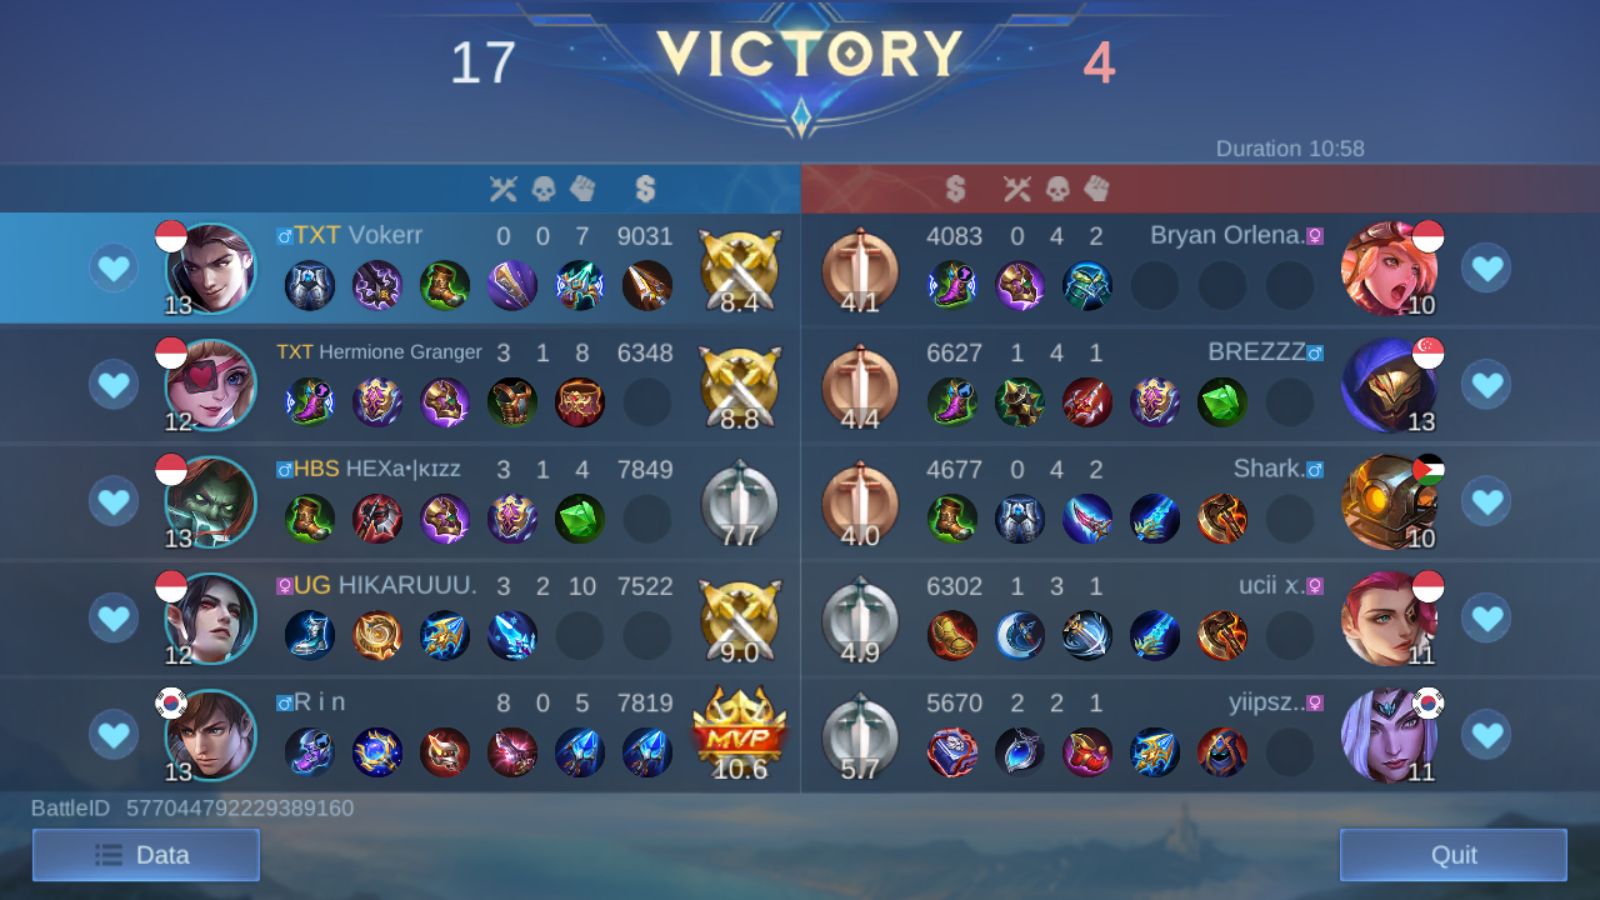 17 VICTORY 4
Duration 10:58
13 TXT Vokerr 0 0 7 9031 8.4
4.1 4083 0 4 2 Bryan Orlena. 10
12 TXT Hermione Granger 3 1 8 6348 8.8
4.4 6627 1 4 1 BREZZZ 13
13 HBS HEXa•|ĸɪᴢᴢ 3 1 4 7849 7.7
4.0 4677 0 4 2 Shark. 10
12 UG HIKARUUU. 3 2 10 7522 9.0
4.9 6302 1 3 1 ucii x. 11
13 R i n 8 0 5 7819 MVP 10.6
5.7 5670 2 2 1 yiipsz.. 11
BattleID 577044792229389160
Data
Quit